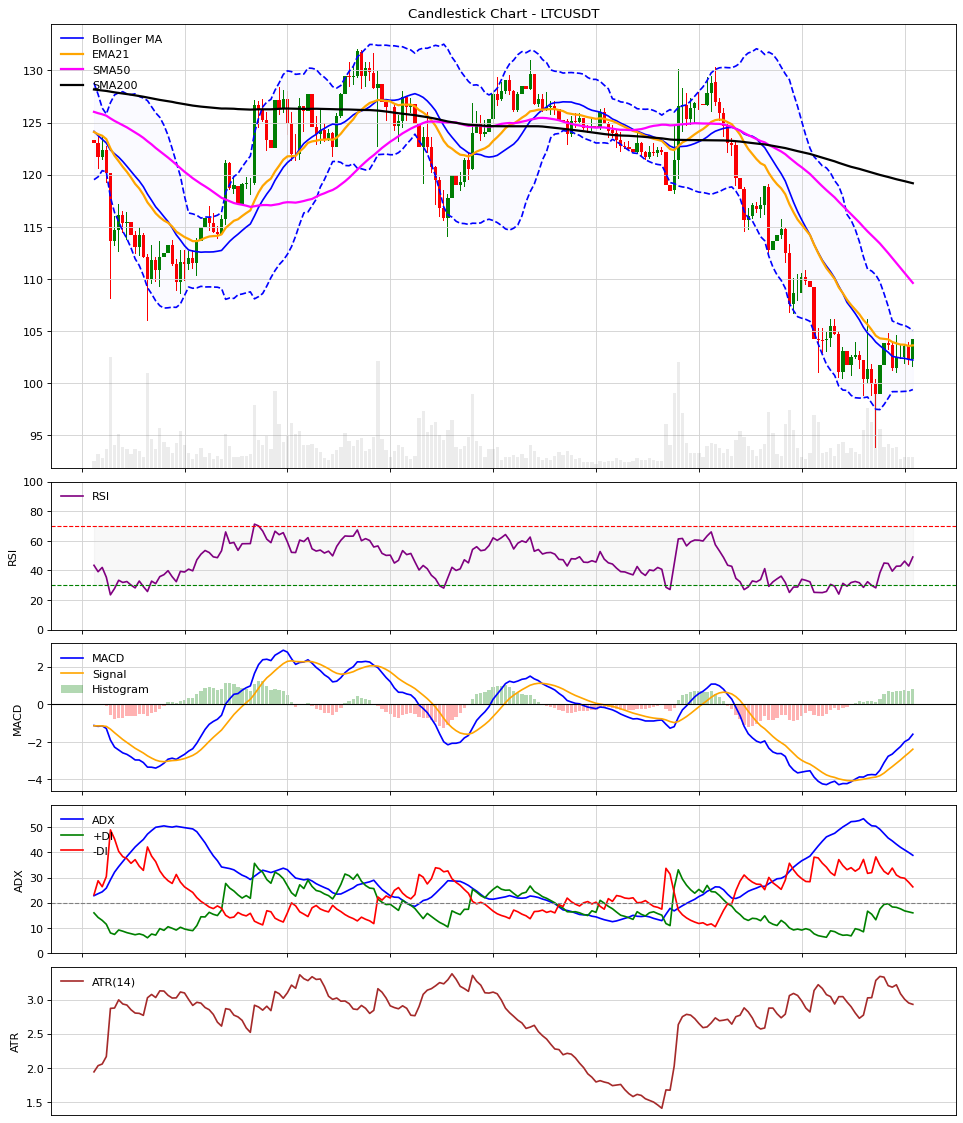 Candlestick Chart - LTCUSDT
Bollinger MA
EMA21
SMA50
SMA200
130
125
120
115
110
105
100
95
RSI
100
80
60
40
20
0
RSI
MACD
Signal
Histogram
2
0
−2
−4
MACD
ADX
+DI
-DI
50
40
30
20
10
0
ADX
ATR(14)
3.0
2.5
2.0
1.5
ATR